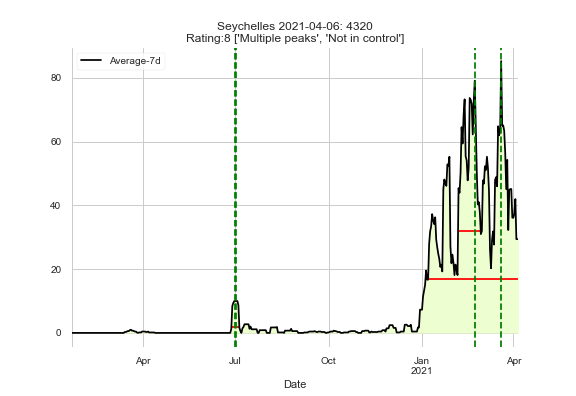 Seychelles 2021-04-06: 4320
Rating:8 ['Multiple peaks', 'Not in control']
Average-7d
80
60
40
20
0
Apr
Jul
Oct
Jan
2021
Apr
Date